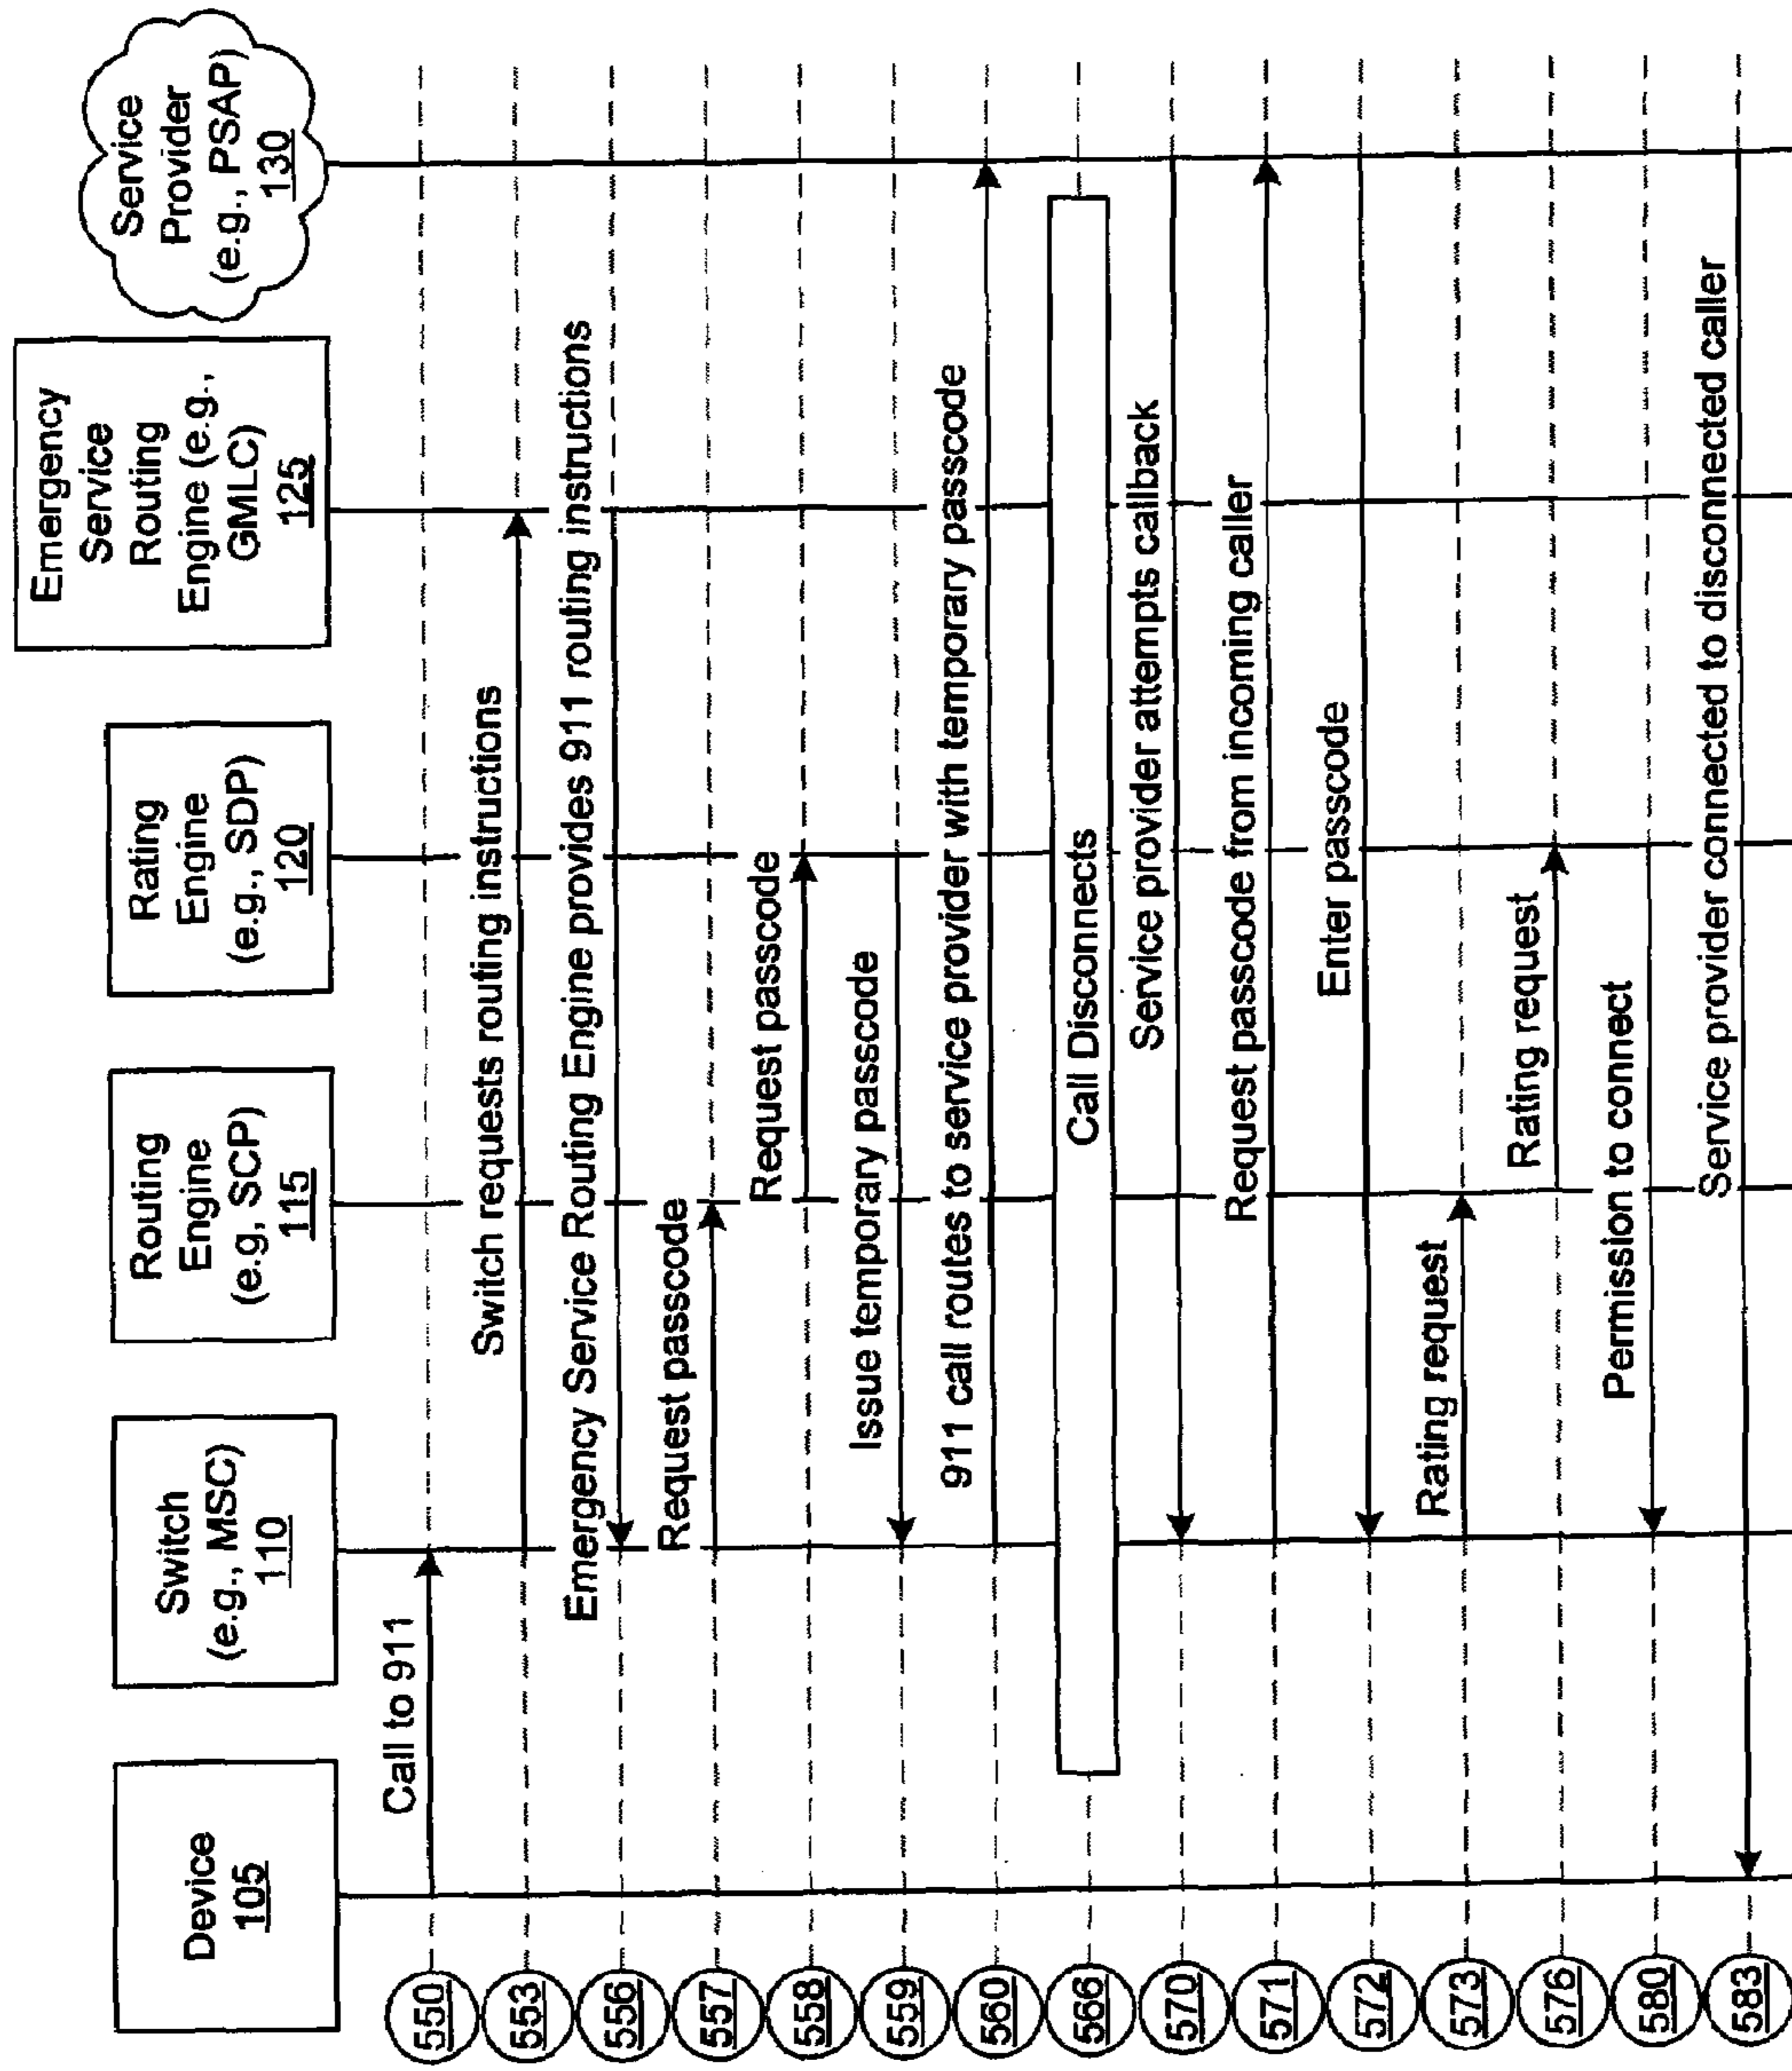 Device
105
Switch
(e.g., MSC)
110
Routing
Engine
(e.g, SCP)
115
Rating
Engine
(e.g., SDP)
120
Emergency
Service
Routing
Engine (e.g.,
GMLC)
125
Service
Provider
(e.g., PSAP)
130
550
Call to 911
553
Switch requests routing instructions
556
Emergency Service Routing Engine provides 911 routing instructions
557
Request passcode
558
Request passcode
559
Issue temporary passcode
560
911 call routes to service provider with temporary passcode
566
Call Disconnects
570
Service provider attempts callback
571
Request passcode from incoming caller
572
Enter passcode
573
Rating request
576
Rating request
580
Permission to connect
583
Service provider connected to disconnected caller